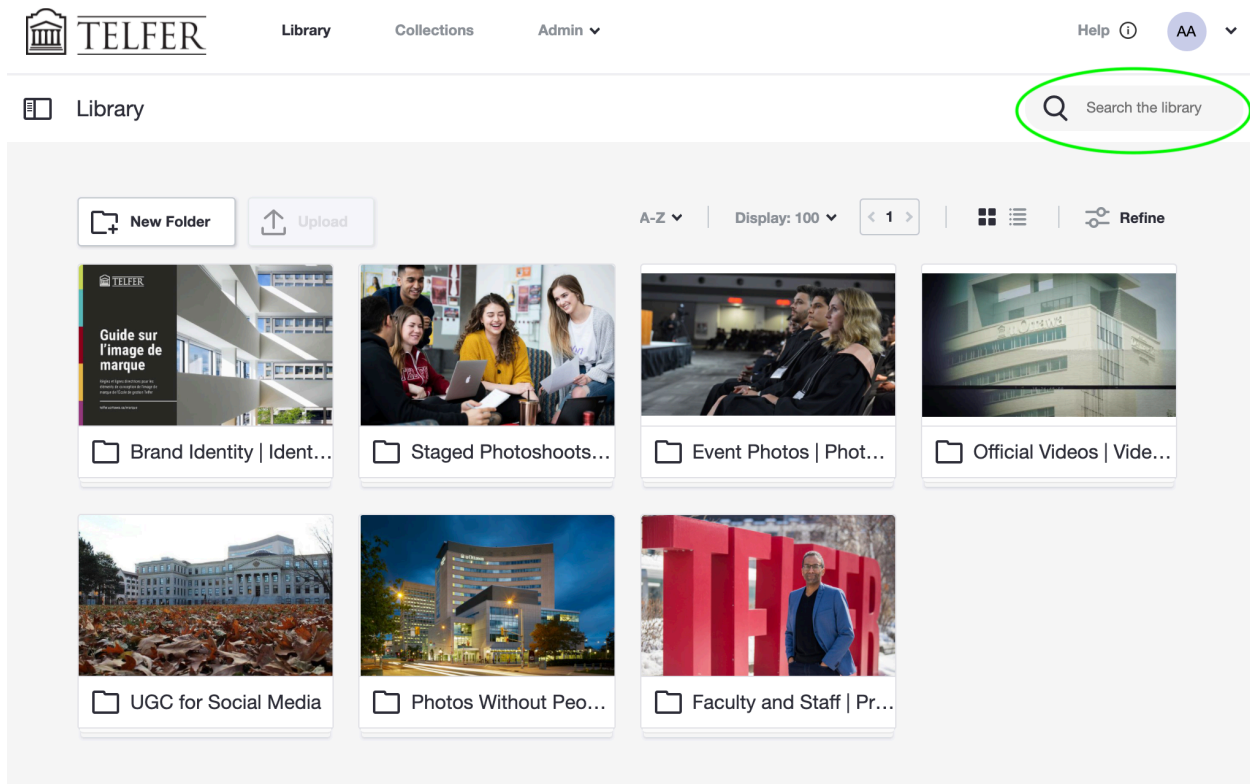 TELFER
Library Collections Admin Help AA
Library Search the library
New Folder Upload A-Z Display: 100 1 Refine
TELFER
Guide sur
l'image de
marque
Brand Identity | Ident... Staged Photoshoots... Event Photos | Phot... Official Videos | Vide...
TELFER
UGC for Social Media Photos Without Peo... Faculty and Staff | Pr...